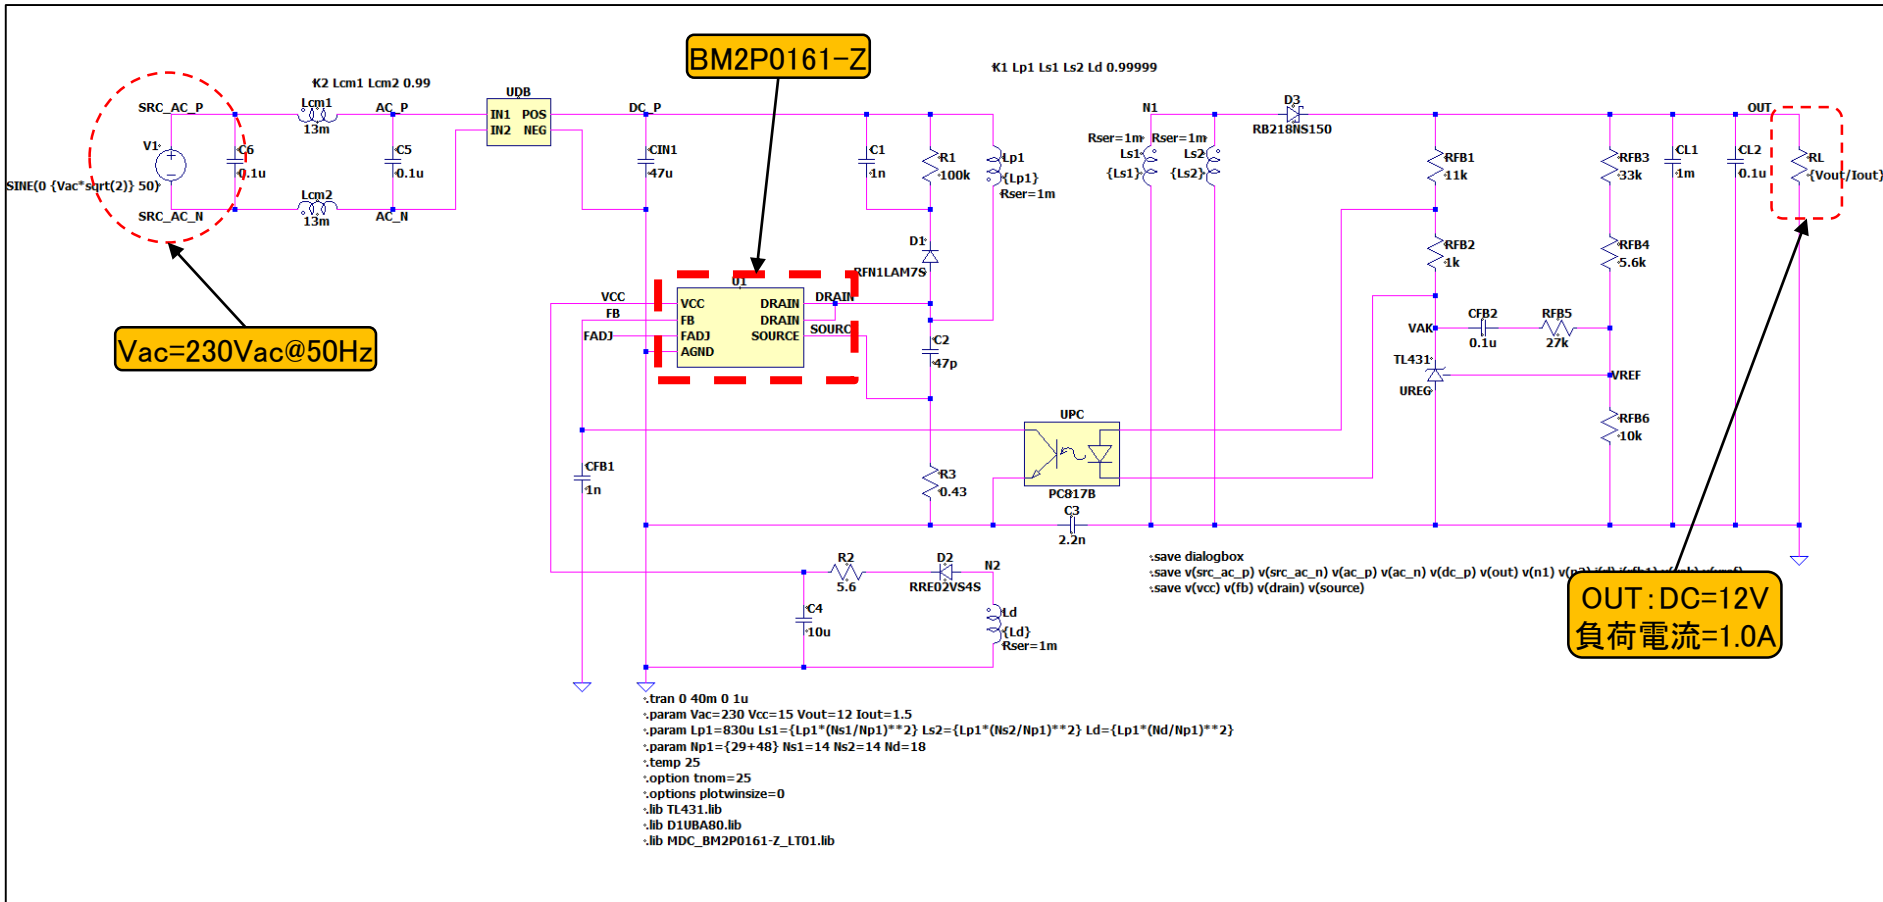 BM2P0161-Z
K2 Lcm1 Lcm2 0.99
K1 Lp1 Ls1 Ls2 Ld 0.99999
SRC_AC_P
Lcm1
13m
AC_P
UDB
IN1 POS
IN2 NEG
DC_P
V1
SINE(0 {Vac*sqrt(2)} 50)
C6
0.1u
C5
0.1u
SRC_AC_N
Lcm2
13m
AC_N
CIN1
47u
C1
1n
R1
100k
Lp1
{Lp1}
Rser=1m
D1
RFN1LAM7S
N1
D3
RB218NS150
OUT
Rser=1m Rser=1m
Ls1
{Ls1}
Ls2
{Ls2}
RFB1
11k
RFB3
33k
CL1
1m
CL2
0.1u
RL
{Vout/Iout}
RFB2
1k
RFB4
5.6k
Vac=230Vac@50Hz
VCC
FB
FADJ
U1
VCC
FB
FADJ
AGND
DRAIN
DRAIN
SOURCE
DRAIN
C2
47p
VAK
CFB2
0.1u
RFB5
27k
TL431
UREG
VREF
RFB6
10k
UPC
PC817B
CFB1
1n
R3
0.43
C3
2.2n
R2
5.6
D2
RRE02VS4S
N2
C4
10u
Ld
{Ld}
Rser=1m
.save dialogbox
.save v(src_ac_p) v(src_ac_n) v(ac_p) v(ac_n) v(dc_p) v(out) v(n1)
.save v(vcc) v(fb) v(drain) v(source)
OUT:DC=12V
負荷電流=1.0A
.tran 0 40m 0 1u
.param Vac=230 Vcc=15 Vout=12 Iout=1.5
.param Lp1=830u Ls1={Lp1*(Ns1/Np1)**2} Ls2={Lp1*(Ns2/Np1)**2} Ld={Lp1*(Nd/Np1)**2}
.param Np1={29+48} Ns1=14 Ns2=14 Nd=18
.temp 25
.option tnom=25
.options plotwinsize=0
.lib TL431.lib
.lib D1UBA80.lib
.lib MDC_BM2P0161-Z_LT01.lib